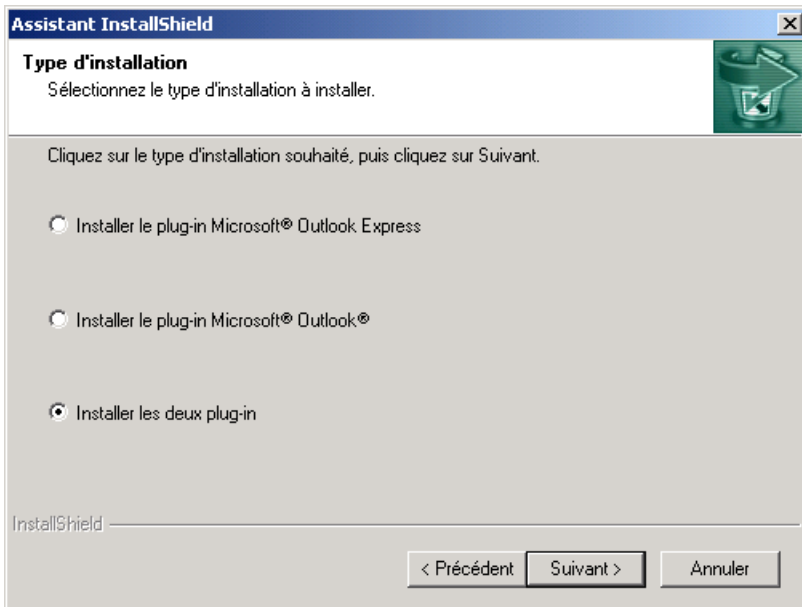 Assistant InstallShield
Type d'installation
Sélectionnez le type d'installation à installer.
Cliquez sur le type d'installation souhaité, puis cliquez sur Suivant.
Installer le plug-in Microsoft® Outlook Express
Installer le plug-in Microsoft® Outlook®
Installer les deux plug-in
InstallShield
< Précédent Suivant > Annuler